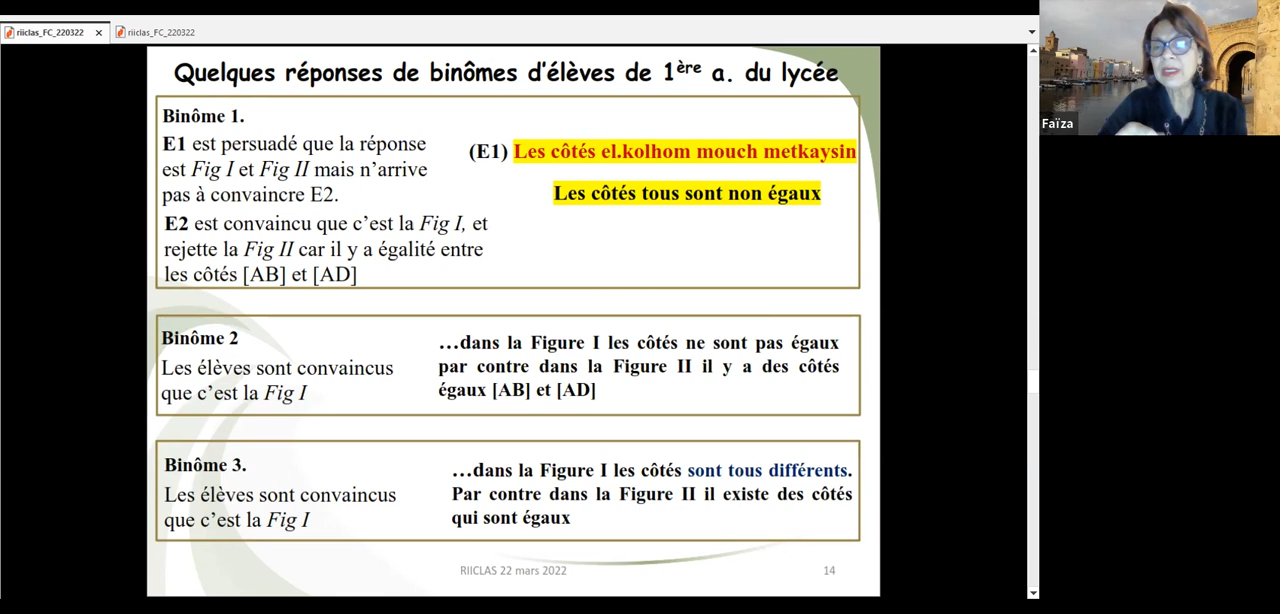 riiclas_FC_220322
riiclas_FC_220322
Quelques réponses de binômes d'élèves de 1ère a. du lycée
Binôme 1.
E1 est persuadé que la réponse
est Fig I et Fig II mais n'arrive
pas à convaincre E2.
E2 est convaincu que c'est la Fig I, et
rejette la Fig II car il y a égalité entre
les côtés [AB] et [AD]
(E1) Les côtés el.kolhom mouch metkaysin
Les côtés tous sont non égaux
Binôme 2
Les élèves sont convaincus
que c'est la Fig I
…dans la Figure I les côtés ne sont pas égaux
par contre dans la Figure II il y a des côtés
égaux [AB] et [AD]
Binôme 3.
Les élèves sont convaincus
que c'est la Fig I
…dans la Figure I les côtés sont tous différents.
Par contre dans la Figure II il existe des côtés
qui sont égaux
RIICLAS 22 mars 2022
14
Faïza